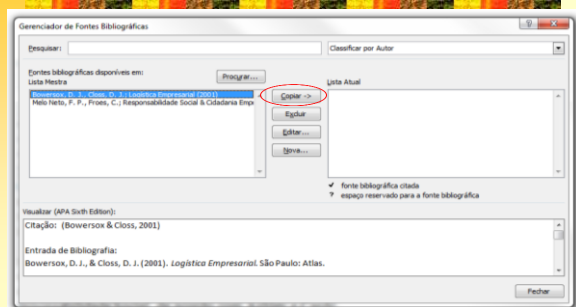 Gerenciador de Fontes Bibliográficas
Pesquisar:
Classificar por Autor
Fontes bibliográficas disponíveis em:
Lista Mestra
Procurar...
Lista Atual
Bowersox, D. J., Closs, D. J.; Logística Empresarial (2001)
Melo Neto, F. P., Froes, C.; Responsabilidade Social & Cidadania Empr
Copiar ->
Excluir
Editar...
Nova...
✓ fonte bibliográfica citada
? espaço reservado para a fonte bibliográfica
Visualizar (APA Sixth Edition):
Citação: (Bowersox & Closs, 2001)
Entrada de Bibliografia:
Bowersox, D. J., & Closs, D. J. (2001). Logística Empresarial. São Paulo: Atlas.
Fechar